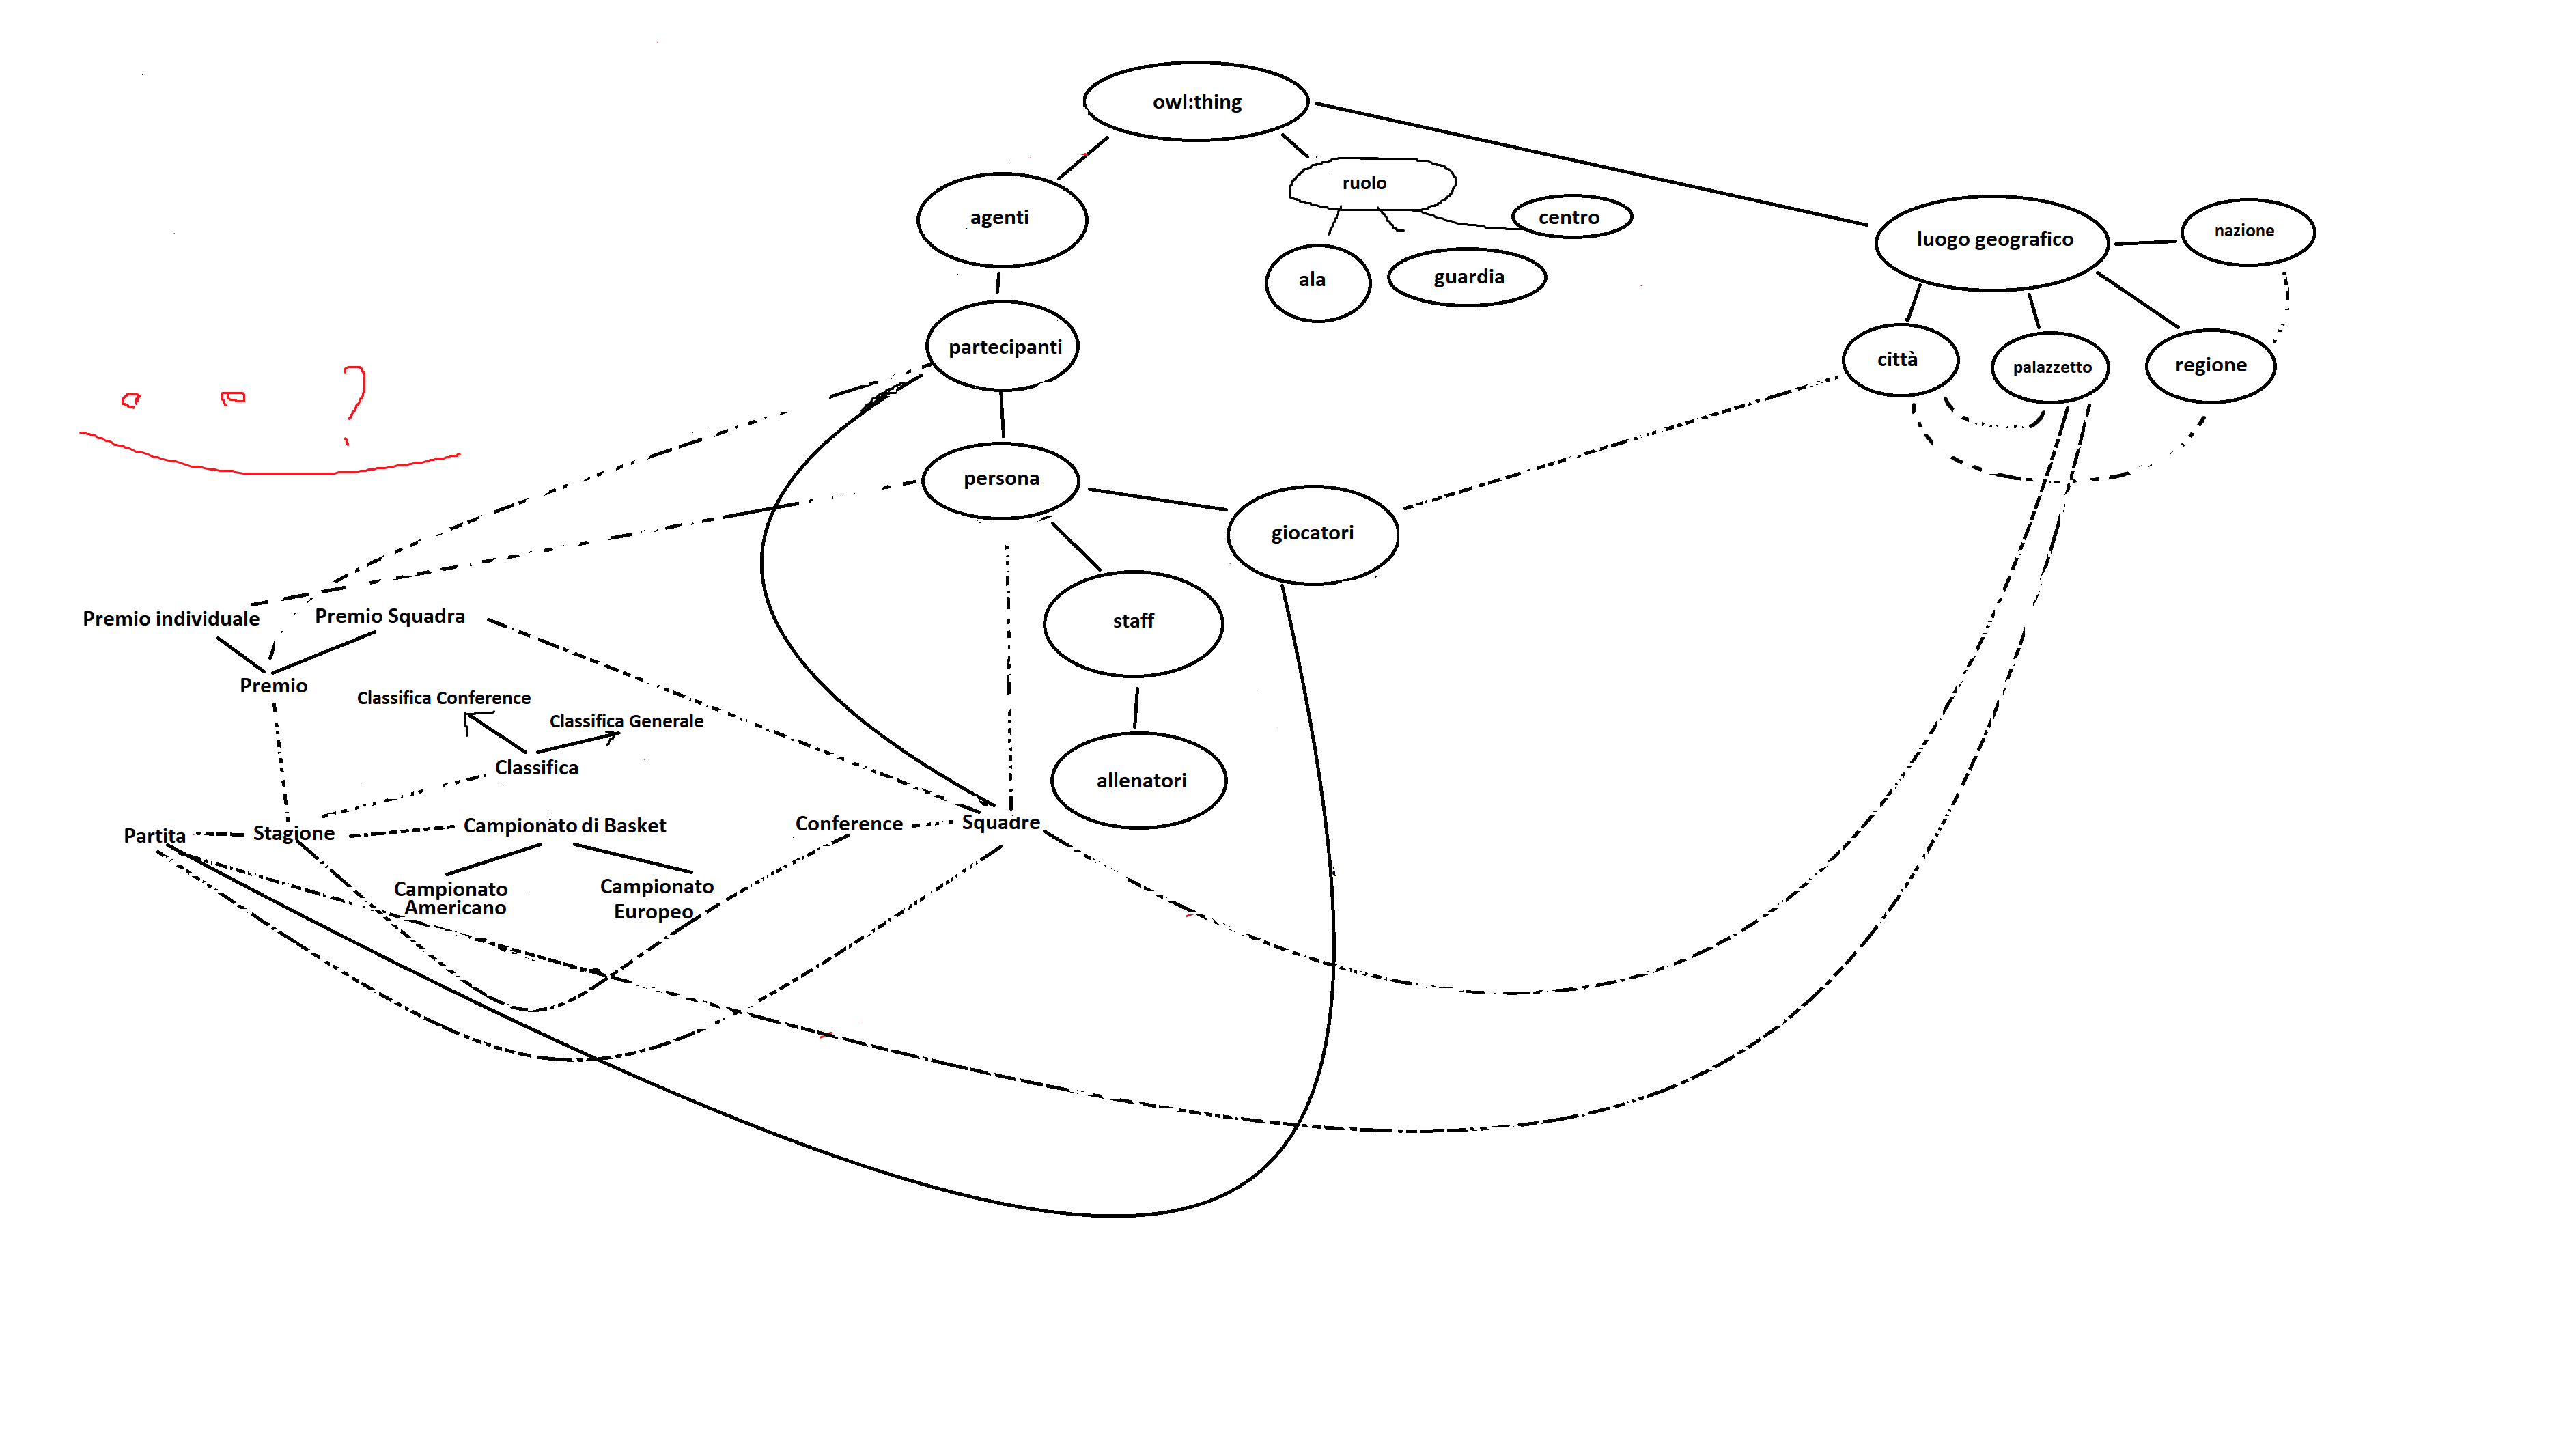 owl:thing
agenti
ruolo
centro
ala
guardia
luogo geografico
nazione
città
palazzetto
regione
partecipanti
?
persona
giocatori
staff
allenatori
Premio individuale
Premio Squadra
Premio
Classifica Conference
Classifica Generale
Classifica
Partita
Stagione
Campionato di Basket
Conference
Squadre
Campionato
Americano
Campionato
Europeo